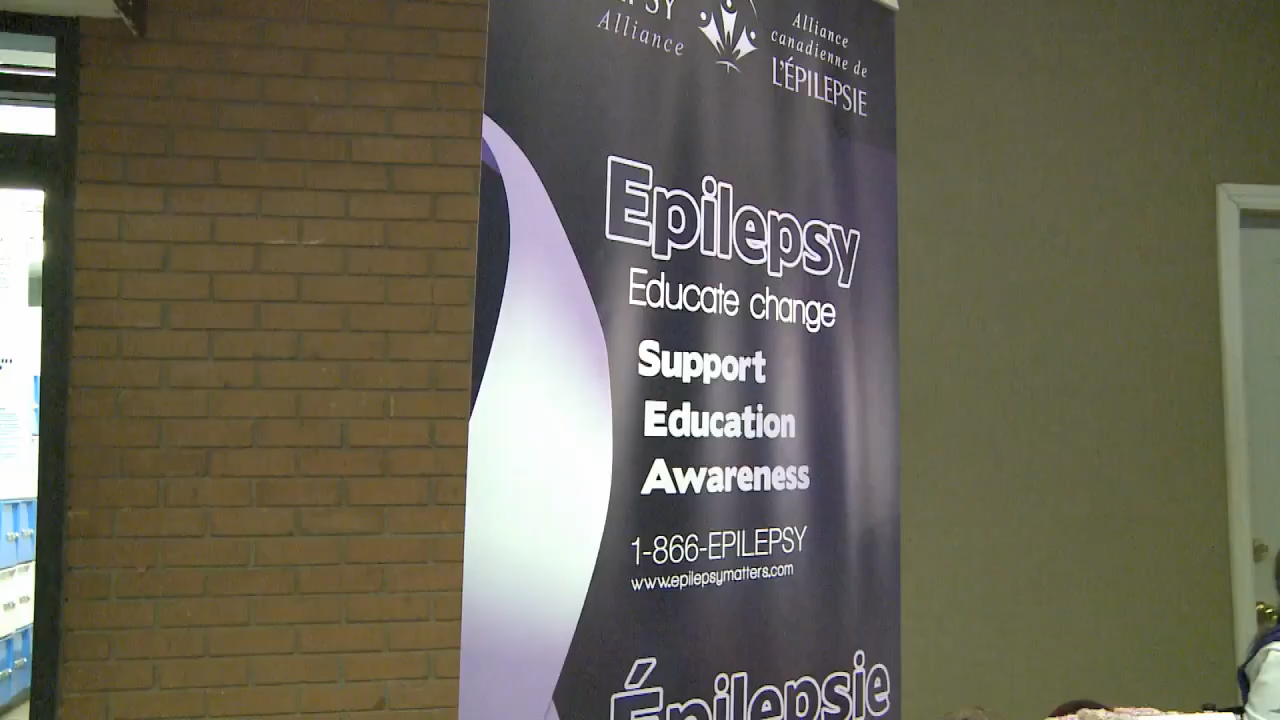 Alliance
Alliance
canadienne de
L'ÉPILEPSIE
Epilepsy
Educate change
Support
Education
Awareness
1-866-EPILEPSY
www.epilepsymatters.com
Épilepsie